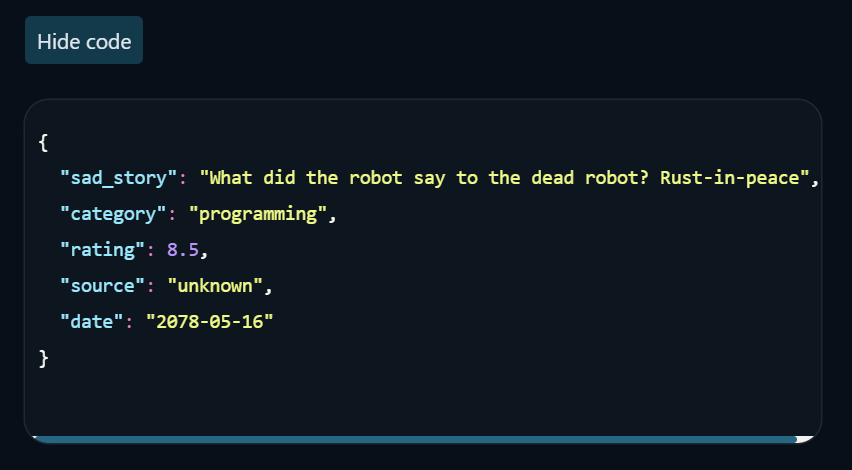 Hide code
{
"sad_story": "What did the robot say to the dead robot? Rust-in-peace",
"category": "programming",
"rating": 8.5,
"source": "unknown",
"date": "2078-05-16"
}